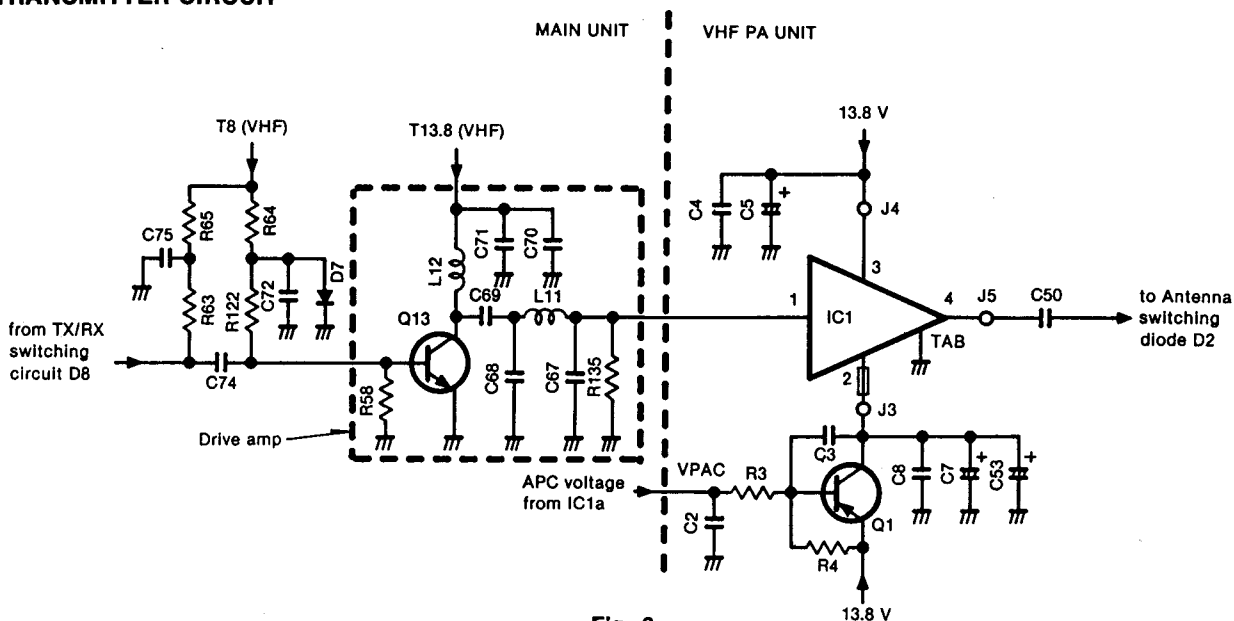 TRANSMITTER CIRCUIT
MAIN UNIT
VHF PA UNIT
T8 (VHF)
T13.8 (VHF)
13.8 V
C75
R65
R64
C71
C70
C4
C5
+
J4
L12
D7
3
R63
R122
C72
C69
L11
1
4
J5
C50
to Antenna
switching
diode D2
Q13
IC1
TAB
from TX/RX
switching
circuit D8
C74
R58
C68
C67
R135
2
J3
Drive amp
C3
APC voltage
from IC1a
VPAC
R3
C8
C7
+
C53
+
C2
Q1
R4
13.8 V